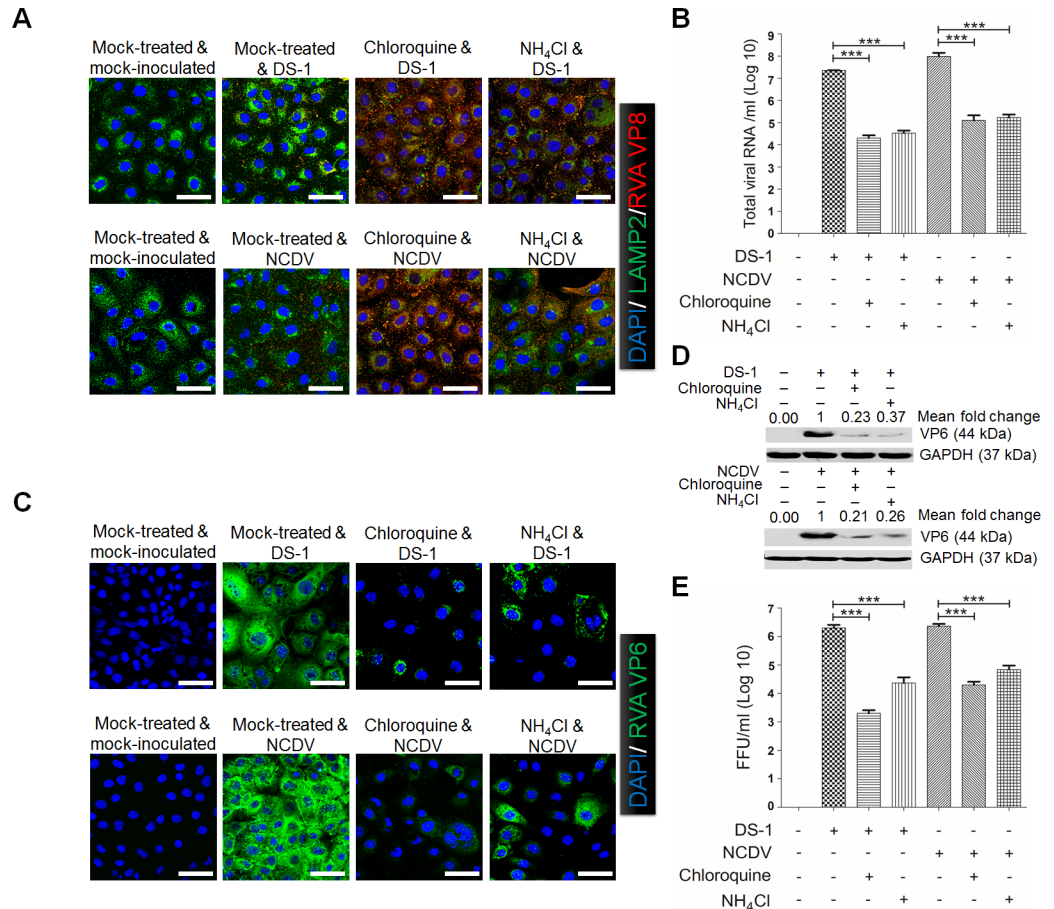 A
Mock-treated &
mock-inoculated
Mock-treated
& DS-1
Chloroquine &
DS-1
NH₄Cl &
DS-1
Mock-treated &
mock-inoculated
Mock-treated &
NCDV
Chloroquine &
NCDV
NH₄Cl &
NCDV
DAPI/ LAMP2/RVA VP8
B
Total viral RNA /ml (Log 10)
9
8
7
6
5
4
3
2
1
0
***
***
***
***
DS-1 - + + + - - -
NCDV - - - - + + +
Chloroquine - - + - - + -
NH₄Cl - - - + - - +
C
Mock-treated &
mock-inoculated
Mock-treated &
DS-1
Chloroquine &
DS-1
NH₄Cl &
DS-1
Mock-treated &
mock-inoculated
Mock-treated &
NCDV
Chloroquine &
NCDV
NH₄Cl &
NCDV
DAPI/ RVA VP6
D
DS-1 – + + +
Chloroquine – – + –
NH₄Cl – – – +
0.00 1 0.23 0.37 Mean fold change
VP6 (44 kDa)
GAPDH (37 kDa)
NCDV – + + +
Chloroquine – – + –
NH₄Cl – – – +
0.00 1 0.21 0.26 Mean fold change
VP6 (44 kDa)
GAPDH (37 kDa)
E
FFU/ml (Log 10)
7
6
5
4
3
2
1
0
***
***
***
***
DS-1 - + + + - - -
NCDV - - - - + + +
Chloroquine - - + - - + -
NH₄Cl - - - + - - +